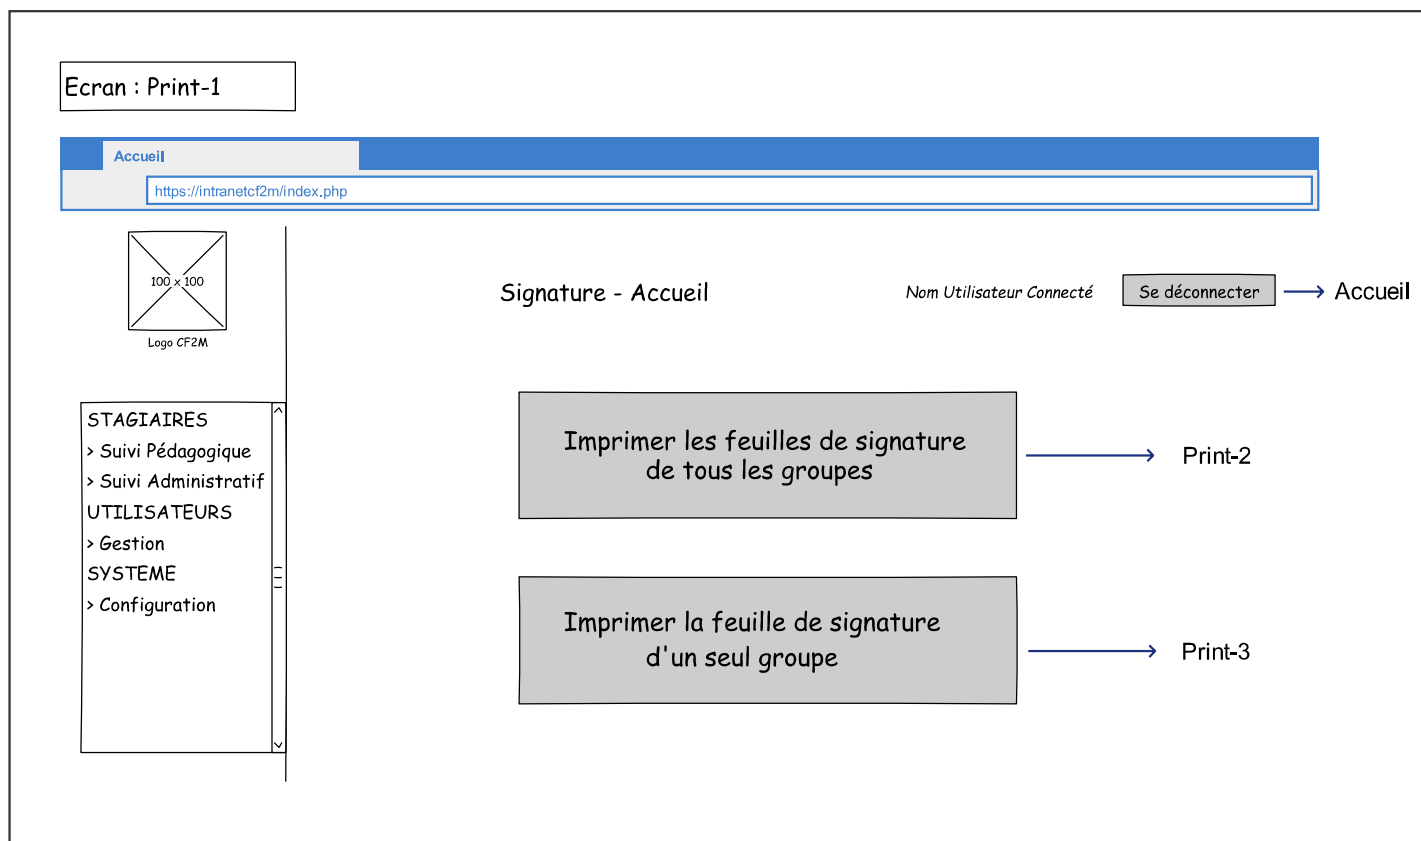 Ecran : Print-1
Accueil
https://intranetcf2m/index.php
100 x 100
Logo CF2M
Signature - Accueil
Nom Utilisateur Connecté
Se déconnecter
Accueil
STAGIAIRES
> Suivi Pédagogique
> Suivi Administratif
UTILISATEURS
> Gestion
SYSTEME
> Configuration
Imprimer les feuilles de signature
de tous les groupes
Print-2
Imprimer la feuille de signature
d'un seul groupe
Print-3